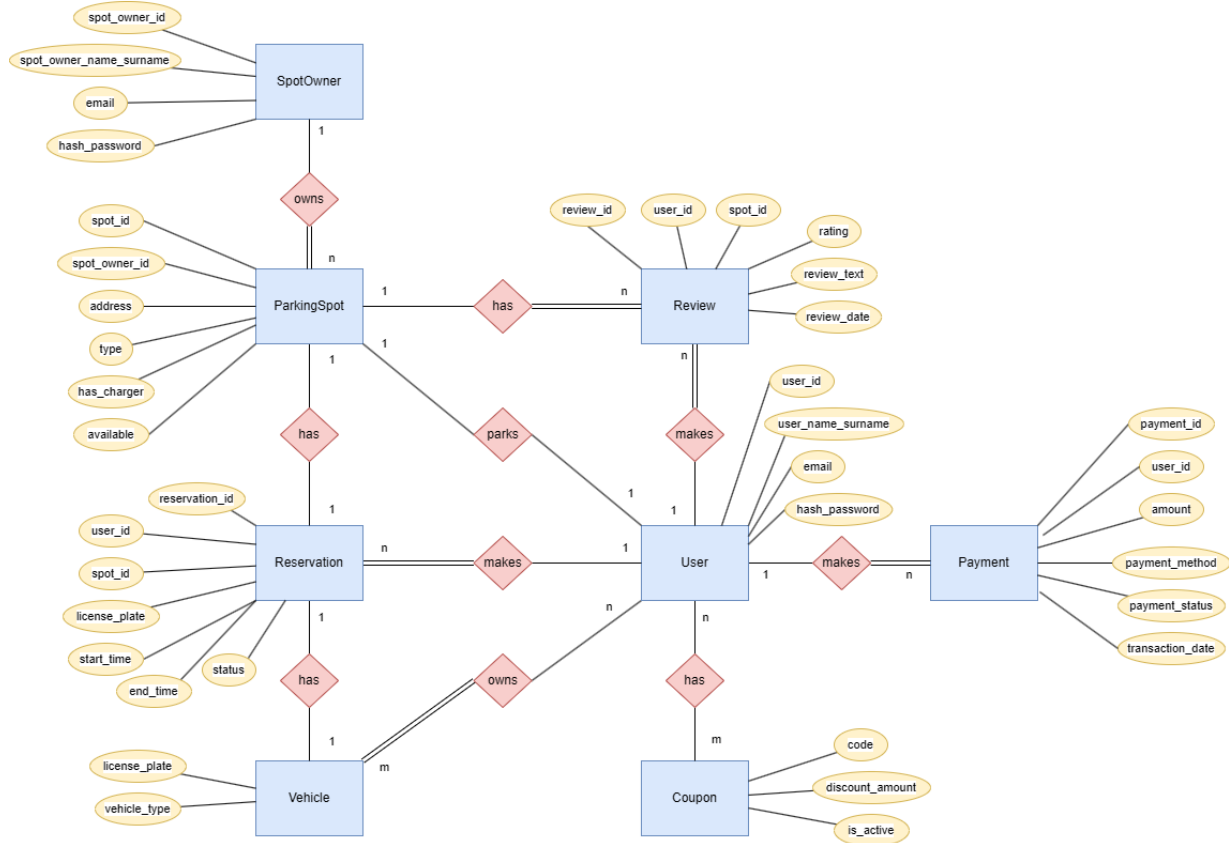 spot_owner_id
spot_owner_name_surname
SpotOwner
email
hash_password
1
owns
n
spot_id
spot_owner_id
address
type
has_charger
available
ParkingSpot
1
has
n
review_id
user_id
spot_id
rating
review_text
review_date
Review
1
1
n
has
parks
makes
1
1
1
user_id
user_name_surname
email
hash_password
User
payment_id
user_id
amount
payment_method
payment_status
transaction_date
Payment
1
makes
n
reservation_id
user_id
spot_id
license_plate
start_time
end_time
status
Reservation
n
makes
1
1
has
1
n
owns
m
n
has
m
license_plate
vehicle_type
Vehicle
Coupon
code
discount_amount
is_active